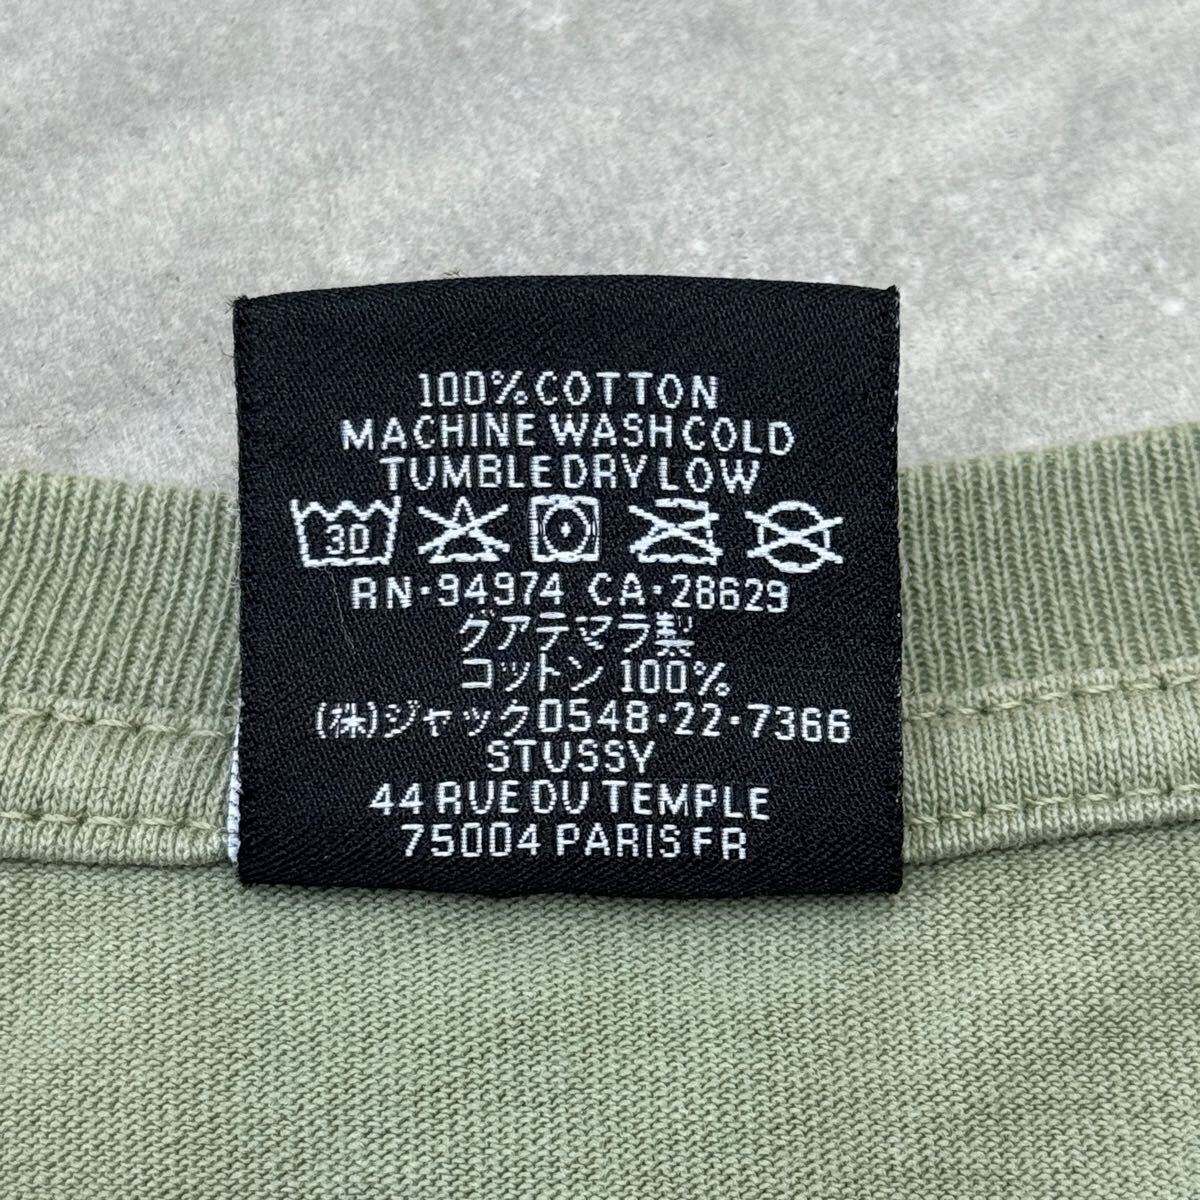 100% COTTON
MACHINE WASH COLD
TUMBLE DRY LOW
30
RN·94974 CA·28629
グアテマラ製
コットン 100%
(株)ジャック0548·22·7366
STUSSY
44 RUE DU TEMPLE
75004 PARIS FR